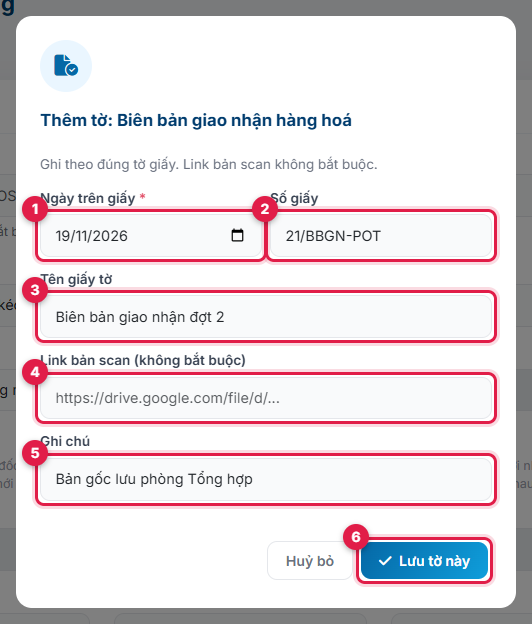 g
Thêm tờ: Biên bản giao nhận hàng hoá
Ghi theo đúng tờ giấy. Link bản scan không bắt buộc.
Ngày trên giấy *
Số giấy
1
2
19/11/2026
21/BBGN-POT
Tên giấy tờ
3
Biên bản giao nhận đợt 2
Link bản scan (không bắt buộc)
4
https://drive.google.com/file/d/...
Ghi chú
5
Bản gốc lưu phòng Tổng hợp
6
Huỷ bỏ
Lưu tờ này